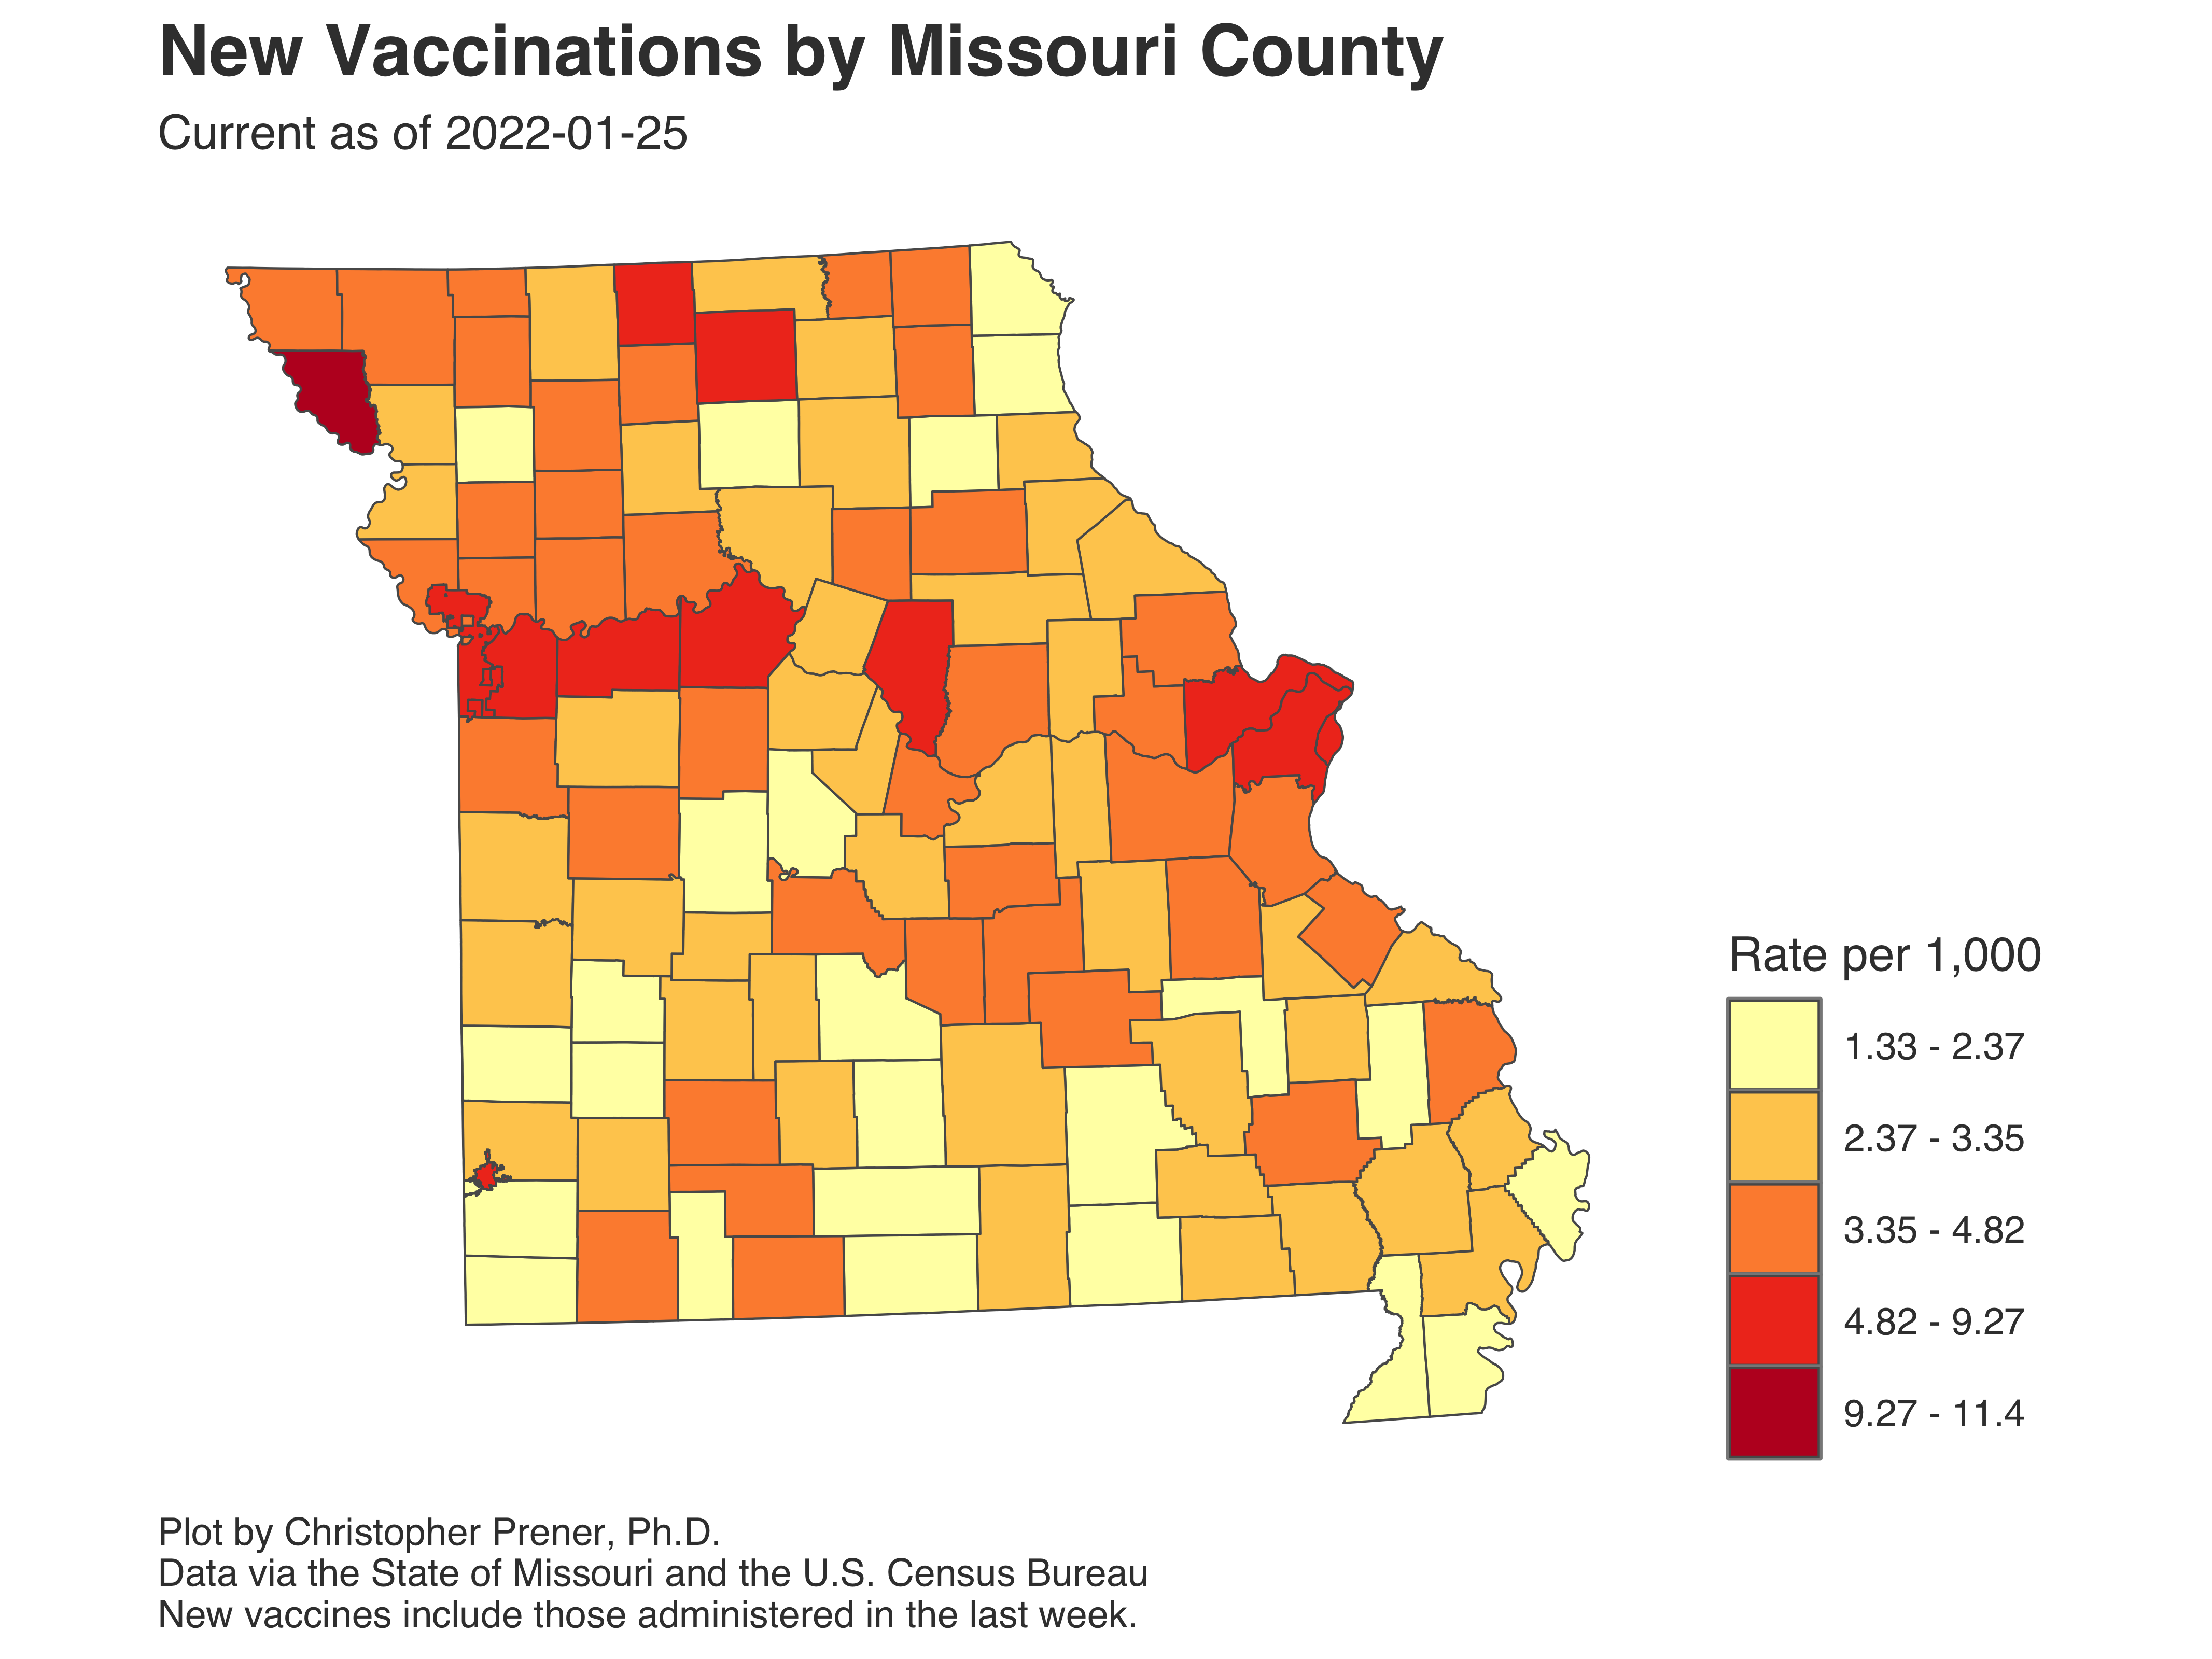 New Vaccinations by Missouri County
Current as of 2022-01-25
Rate per 1,000
1.33 - 2.37
2.37 - 3.35
3.35 - 4.82
4.82 - 9.27
9.27 - 11.4
Plot by Christopher Prener, Ph.D.
Data via the State of Missouri and the U.S. Census Bureau
New vaccines include those administered in the last week.